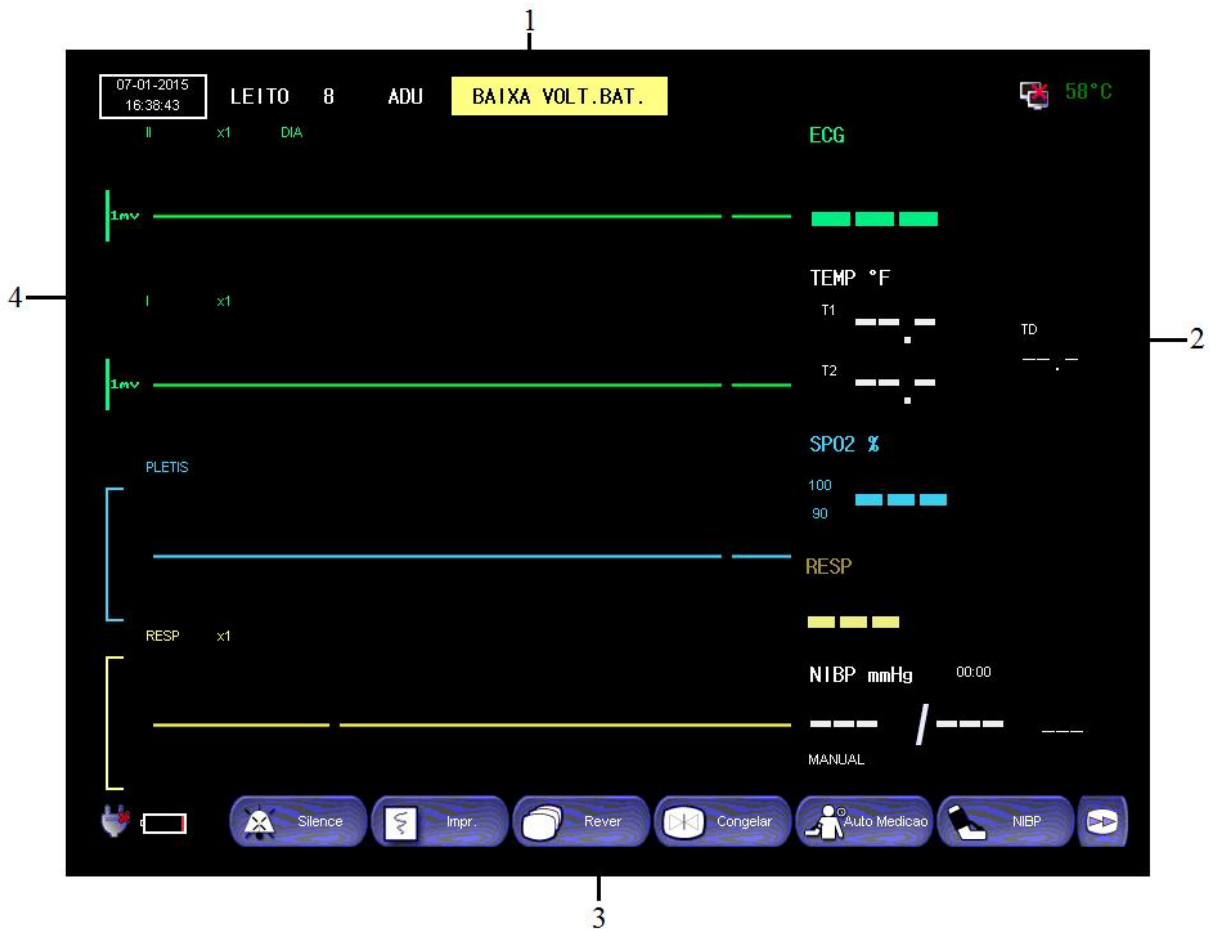 1
07-01-2015
16:38:43
LEITO 8 ADU BAIXA VOLT.BAT. 58°C
II x1 DIA
ECG
1mv
TEMP °F
4
I x1
T1 --.-
TD --.-
2
1mv
T2 --.-
SPO2 %
PLETIS
100
90
---
RESP
RESP x1
---
NIBP mmHg 00:00
--- /--- ---
MANUAL
Silence Impr. Rever Congelar Auto Medicao NIBP
3